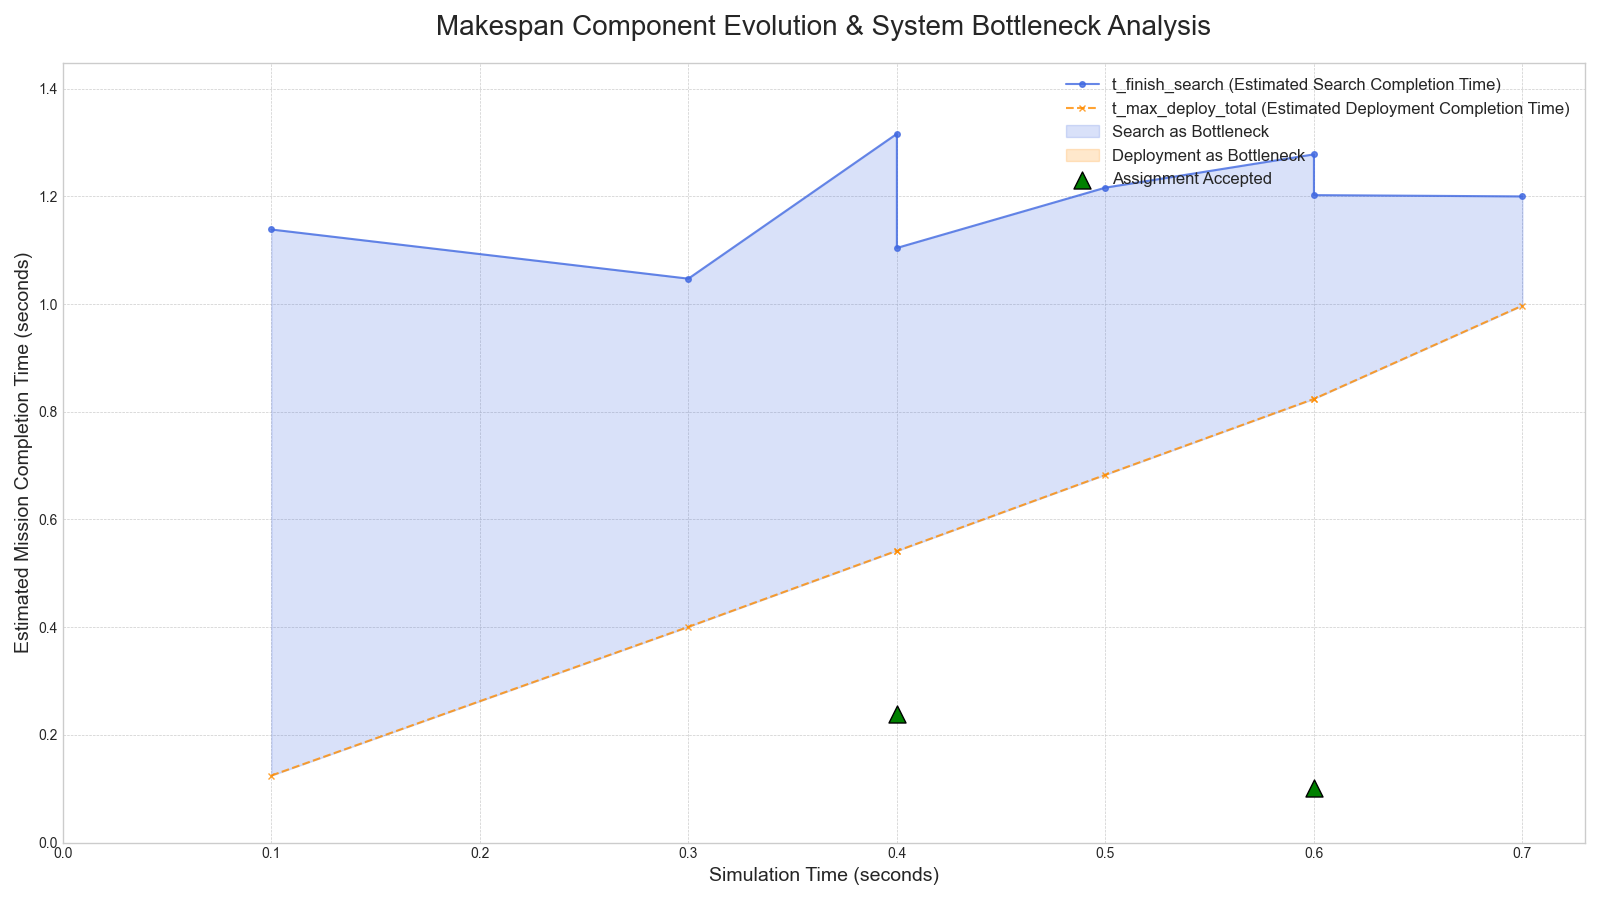 Makespan Component Evolution & System Bottleneck Analysis
t_finish_search (Estimated Search Completion Time)
t_max_deploy_total (Estimated Deployment Completion Time)
Search as Bottleneck
Deployment as Bottleneck
Assignment Accepted
Estimated Mission Completion Time (seconds)
1.4
1.2
1.0
0.8
0.6
0.4
0.2
0.0
0.0 0.1 0.2 0.3 0.4 0.5 0.6 0.7
Simulation Time (seconds)